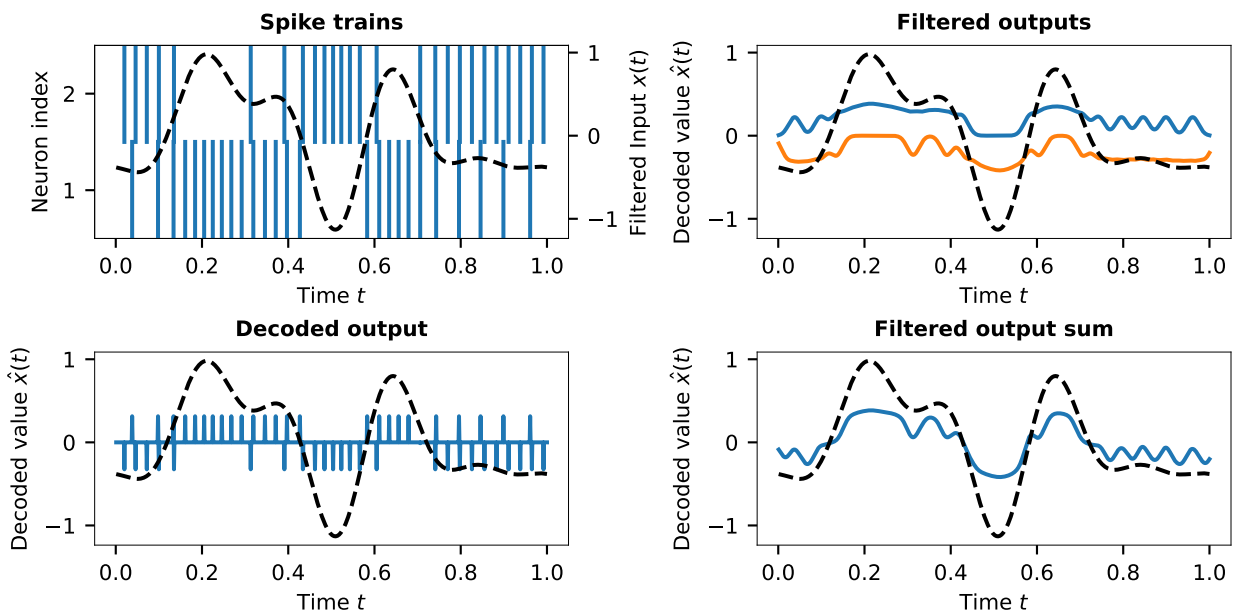 Spike trains
Neuron index
2
1
1
0
−1
Filtered Input x(t)
0.0 0.2 0.4 0.6 0.8 1.0
Time t
Filtered outputs
Decoded value x̂(t)
1
0
−1
0.0 0.2 0.4 0.6 0.8 1.0
Time t
Decoded output
Decoded value x̂(t)
1
0
−1
0.0 0.2 0.4 0.6 0.8 1.0
Time t
Filtered output sum
Decoded value x̂(t)
1
0
−1
0.0 0.2 0.4 0.6 0.8 1.0
Time t